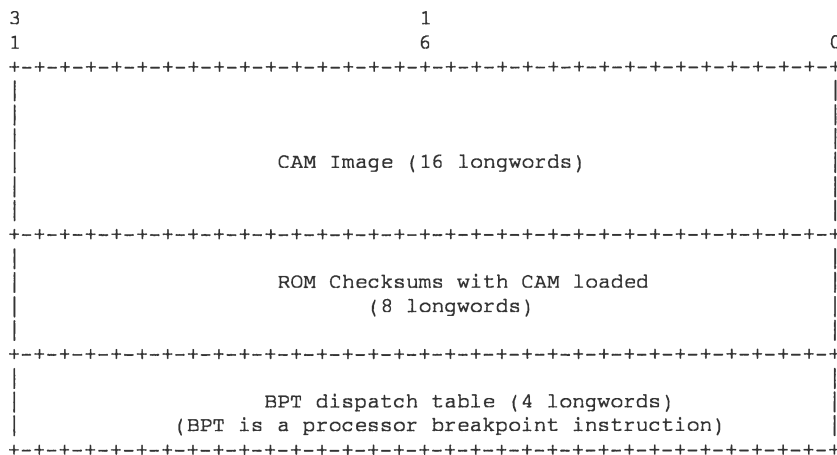 3 1
1 6 0
+-+-+-+-+-+-+-+-+-+-+-+-+-+-+-+-+-+-+-+-+-+-+-+-+-+-+-+-+-+-+-+-+
CAM Image (16 longwords)
+-+-+-+-+-+-+-+-+-+-+-+-+-+-+-+-+-+-+-+-+-+-+-+-+-+-+-+-+-+-+-+-+
ROM Checksums with CAM loaded
(8 longwords)
+-+-+-+-+-+-+-+-+-+-+-+-+-+-+-+-+-+-+-+-+-+-+-+-+-+-+-+-+-+-+-+-+
BPT dispatch table (4 longwords)
(BPT is a processor breakpoint instruction)
+-+-+-+-+-+-+-+-+-+-+-+-+-+-+-+-+-+-+-+-+-+-+-+-+-+-+-+-+-+-+-+-+